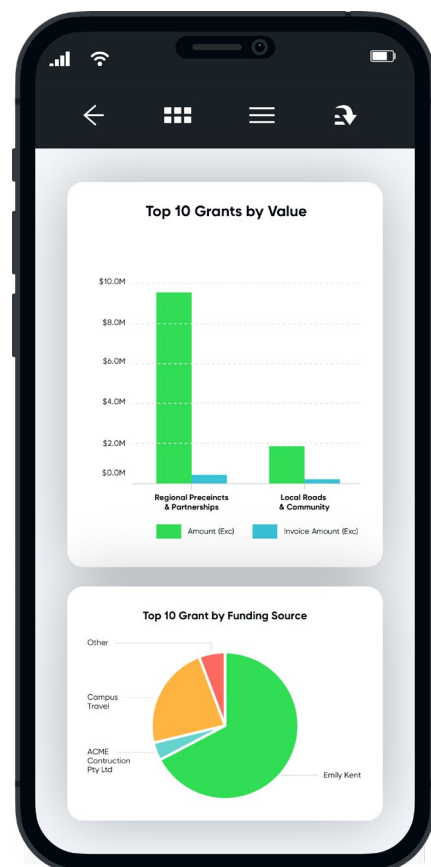 Top 10 Grants by Value
$10.0M
$8.0M
$6.0M
$4.0M
$2.0M
$0.0M
Regional Preceincts
& Partnerships
Local Roads
& Community
Amount (Exc)
Invoice Amount (Exc)
Top 10 Grant by Funding Source
Other
Campus
Travel
ACME
Contruction
Pty Ltd
Emily Kent